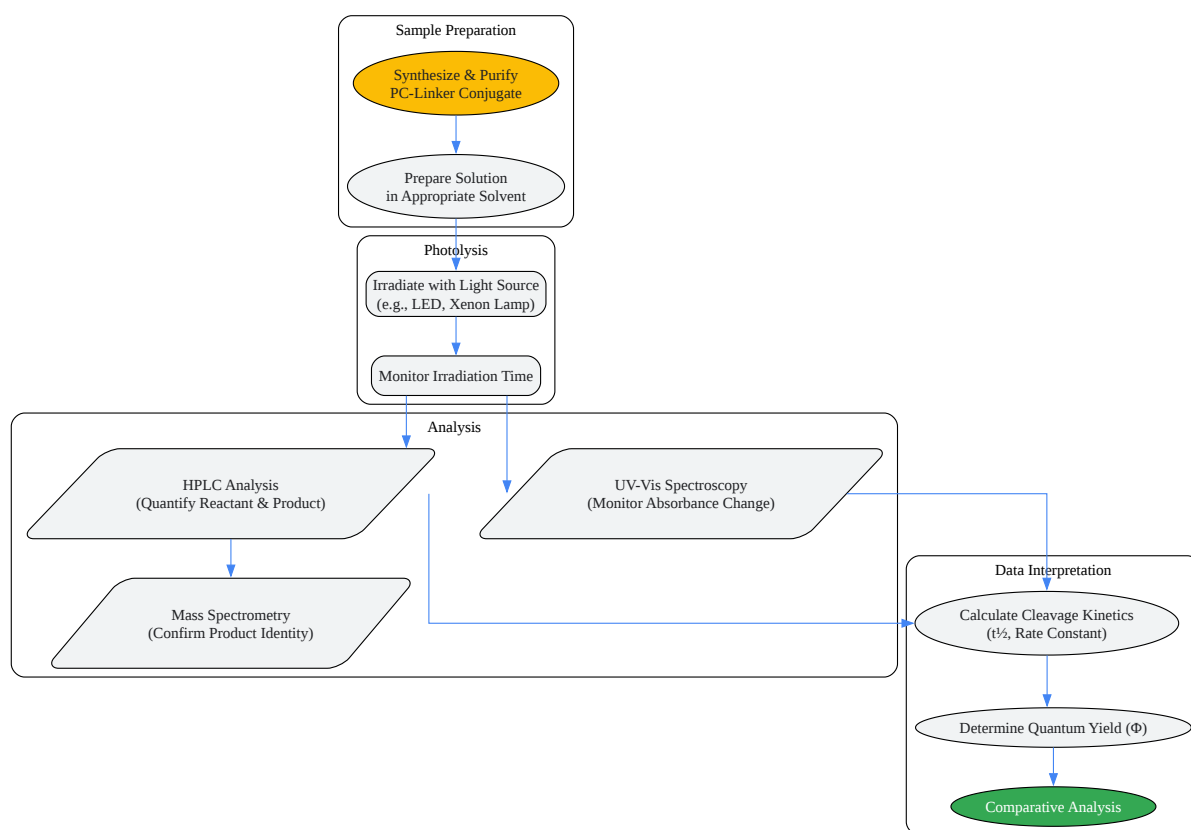 Sample Preparation
Synthesize & Purify
PC-Linker Conjugate
Prepare Solution
in Appropriate Solvent
Photolysis
Irradiate with Light Source
(e.g., LED, Xenon Lamp)
Monitor Irradiation Time
Analysis
HPLC Analysis
(Quantify Reactant & Product)
UV-Vis Spectroscopy
(Monitor Absorbance Change)
Mass Spectrometry
(Confirm Product Identity)
Data Interpretation
Calculate Cleavage Kinetics
(t½, Rate Constant)
Determine Quantum Yield (Φ)
Comparative Analysis